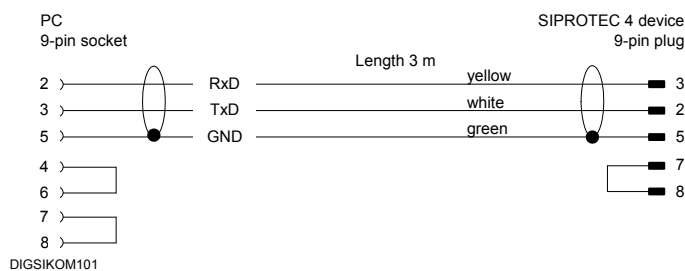 PC
9-pin socket
SIPROTEC 4 device
9-pin plug
Length 3 m
2 RxD yellow 3
3 TxD white 2
5 GND green 5
4 7
6 8
7
8
DIGSIKOM101